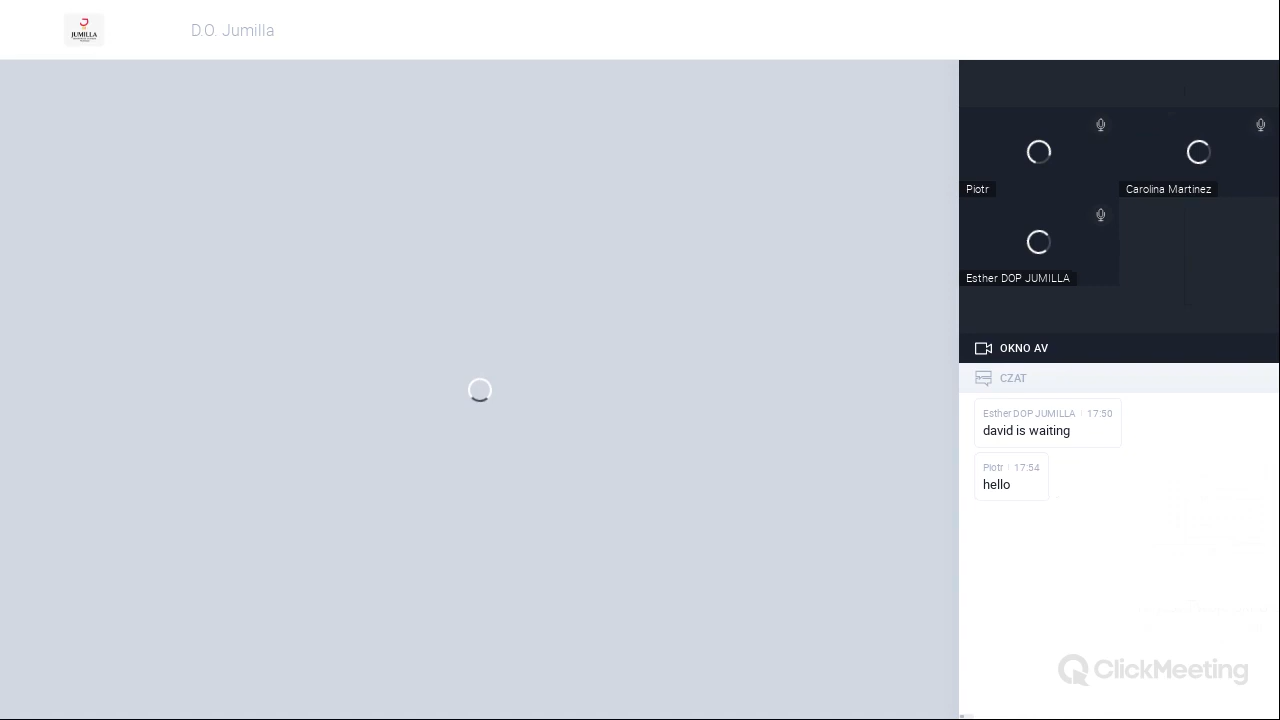 JUMILLA
D.O. Jumilla
Piotr
Carolina Martinez
Esther DOP JUMILLA
OKNO AV
CZAT
Esther DOP JUMILLA | 17:50
david is waiting
Piotr | 17:54
hello
ClickMeeting